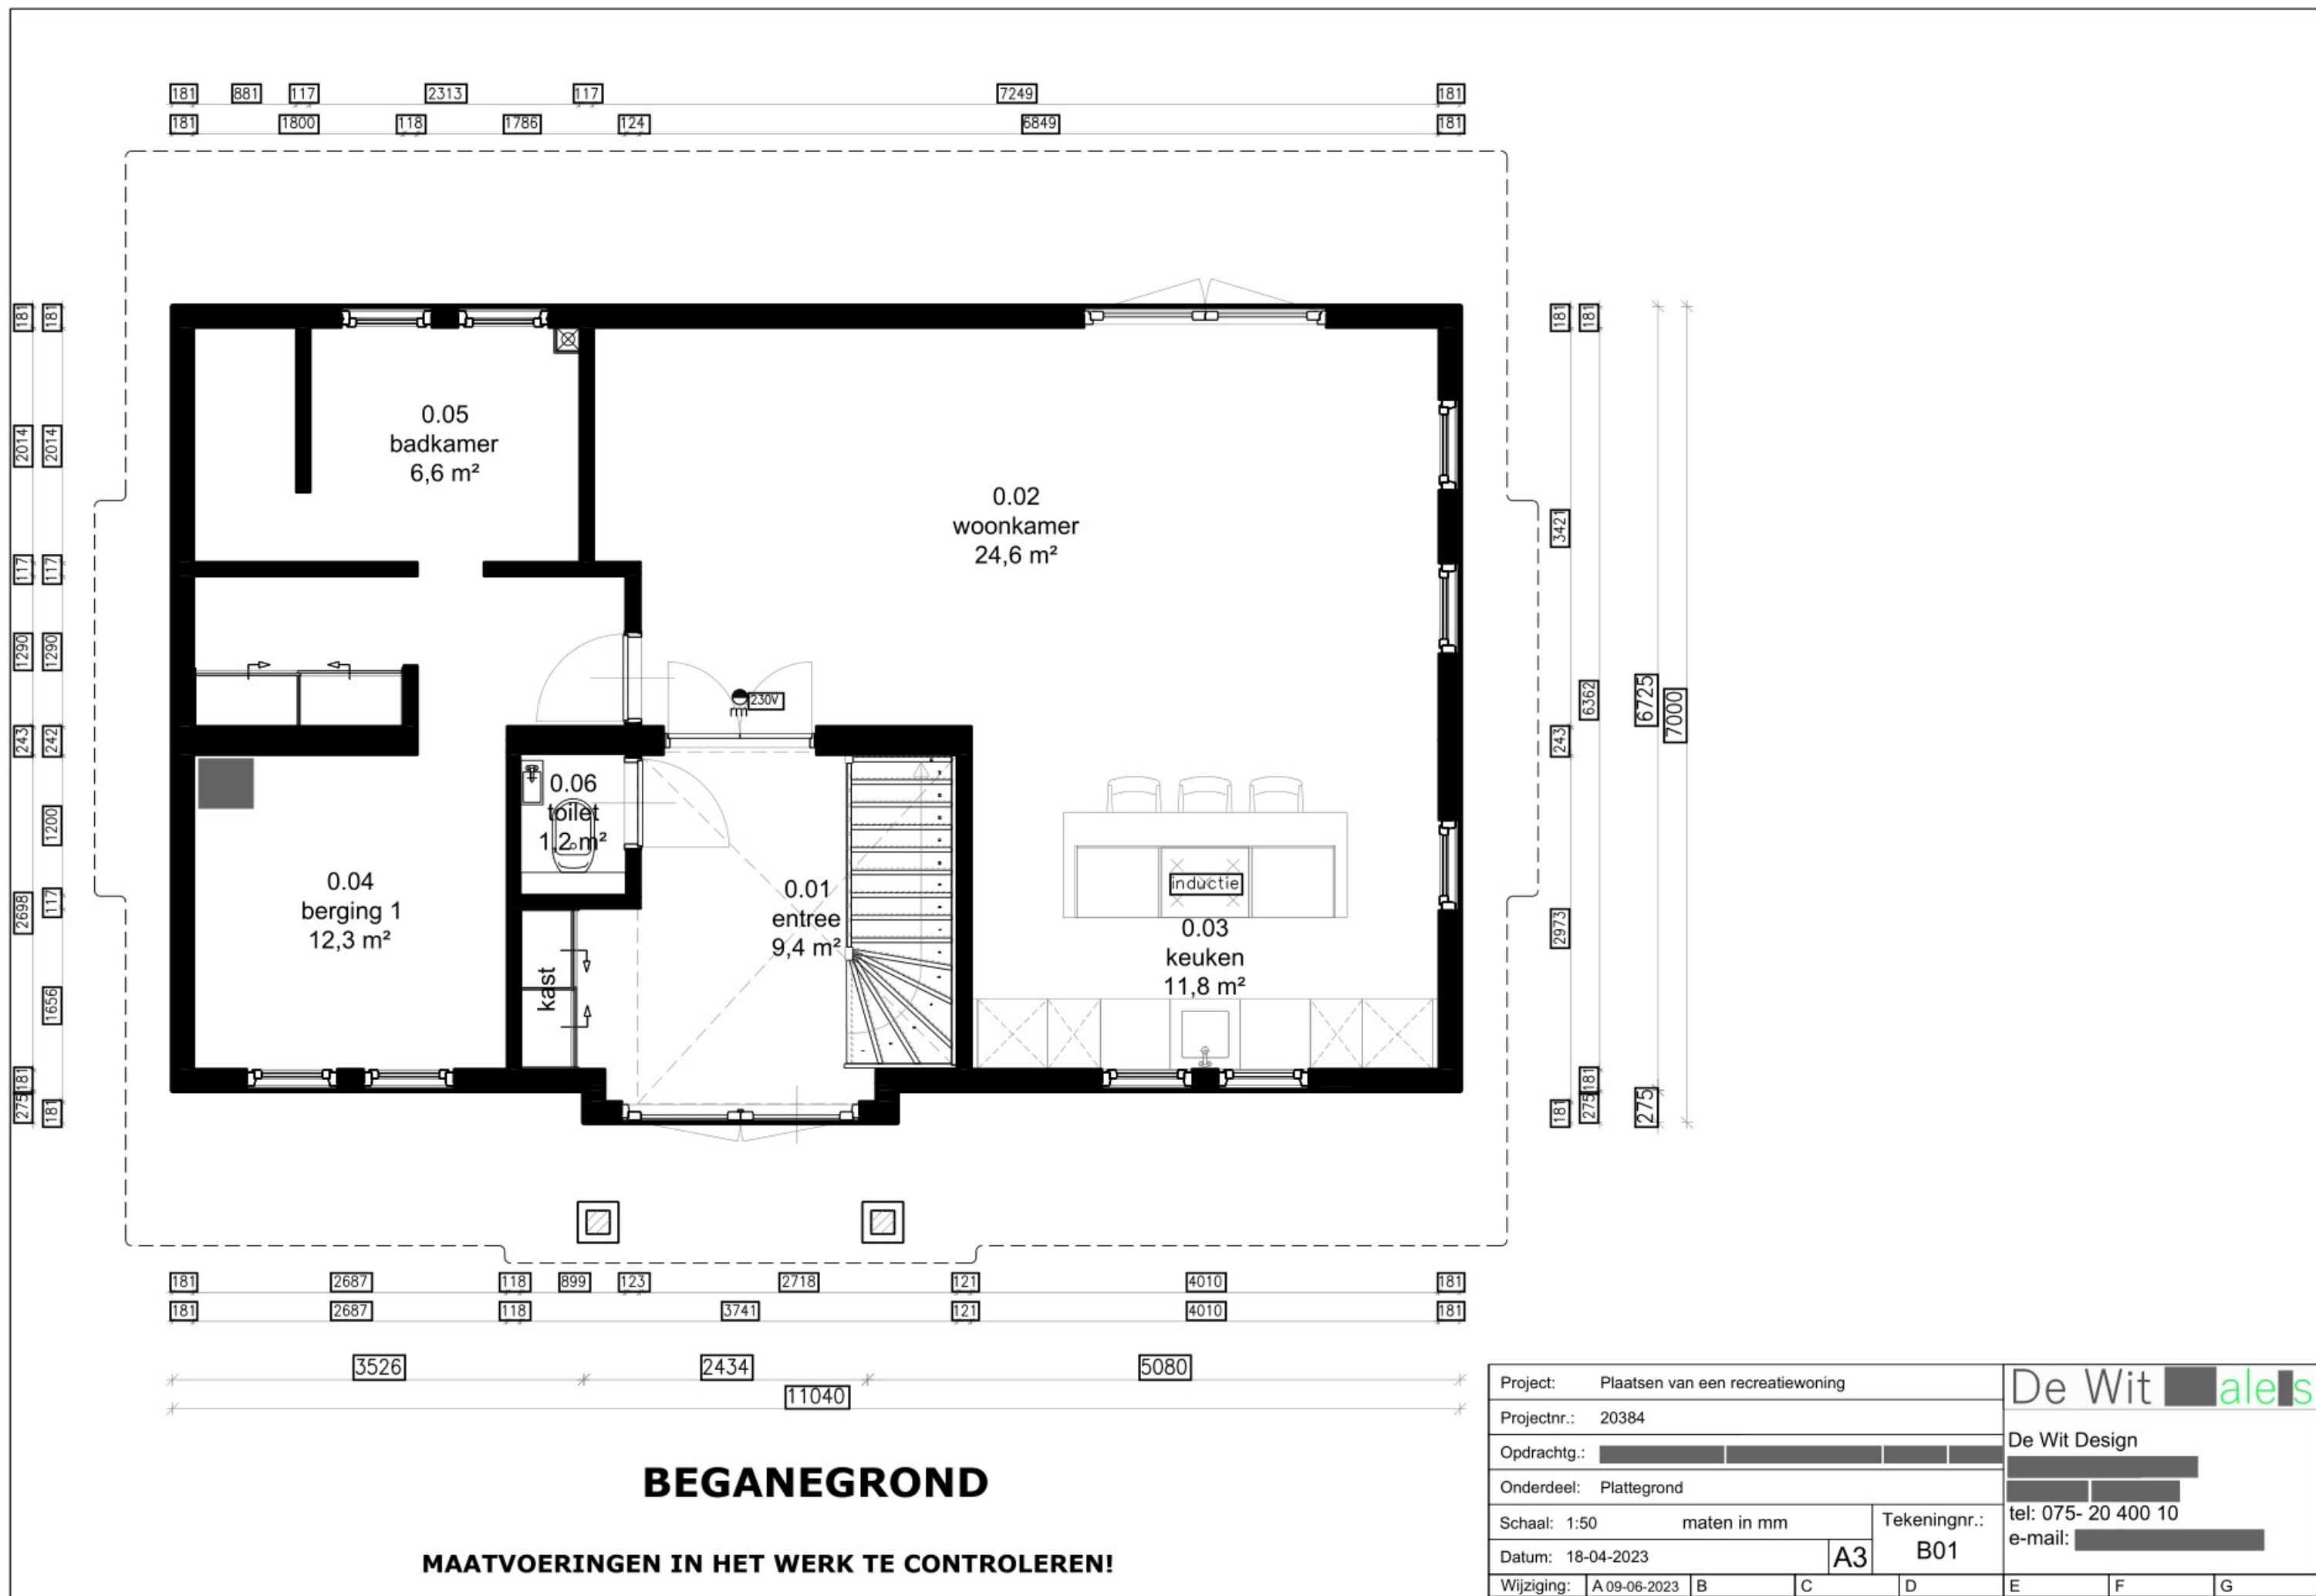 181 881 117 2313 117 7249 181
181 1800 118 1786 124 6849 181
181 2014 117 1290 243 2698 181 275
181 2014 117 1290 242 1200 117 1656 181
0.05
badkamer
6,6 m²
0.02
woonkamer
24,6 m²
230V
0.06
toilet
1,2 m²
0.04
berging 1
12,3 m²
0.01
entree
9,4 m²
kast
inductie
0.03
keuken
11,8 m²
181 3421 243 2973 181
181 6362 181 275
6725 275
7000
181 2687 118 899 123 2718 121 4010 181
181 2687 118 3741 121 4010 181
3526 2434 5080
11040
BEGANEGROND
MAATVOERINGEN IN HET WERK TE CONTROLEREN!
Project: Plaatsen van een recreatiewoning
Projectnr.: 20384
Opdrachtg.:
Onderdeel: Plattegrond
Schaal: 1:50 maten in mm
Tekeningnr.:
B01
Datum: 18-04-2023 A3
Wijziging: A 09-06-2023 B C D E F G
De Wit
De Wit Design
tel: 075- 20 400 10
e-mail: